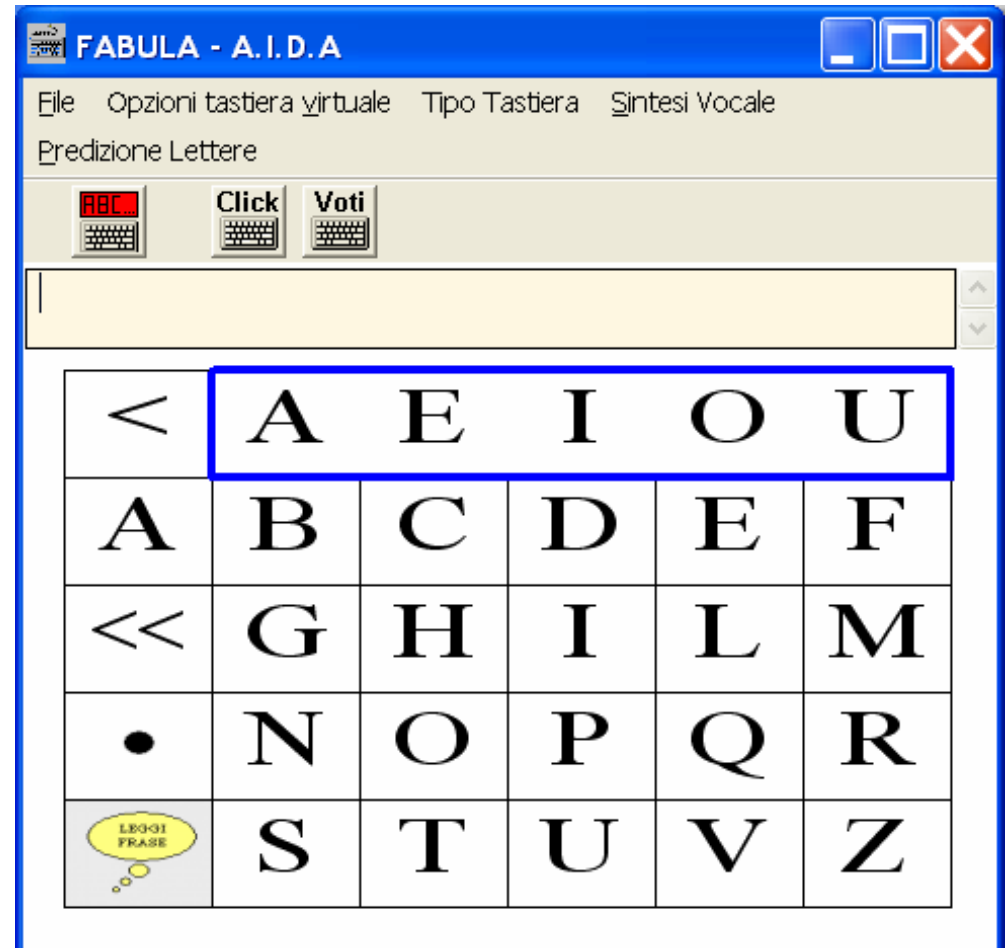 FABULA - A.I.D.A
File Opzioni tastiera virtuale Tipo Tastiera Sintesi Vocale
Predizione Lettere
ABC... Click Voti
< A E I O U
A B C D E F
<< G H I L M
• N O P Q R
LEGGI
FRASE
S T U V Z